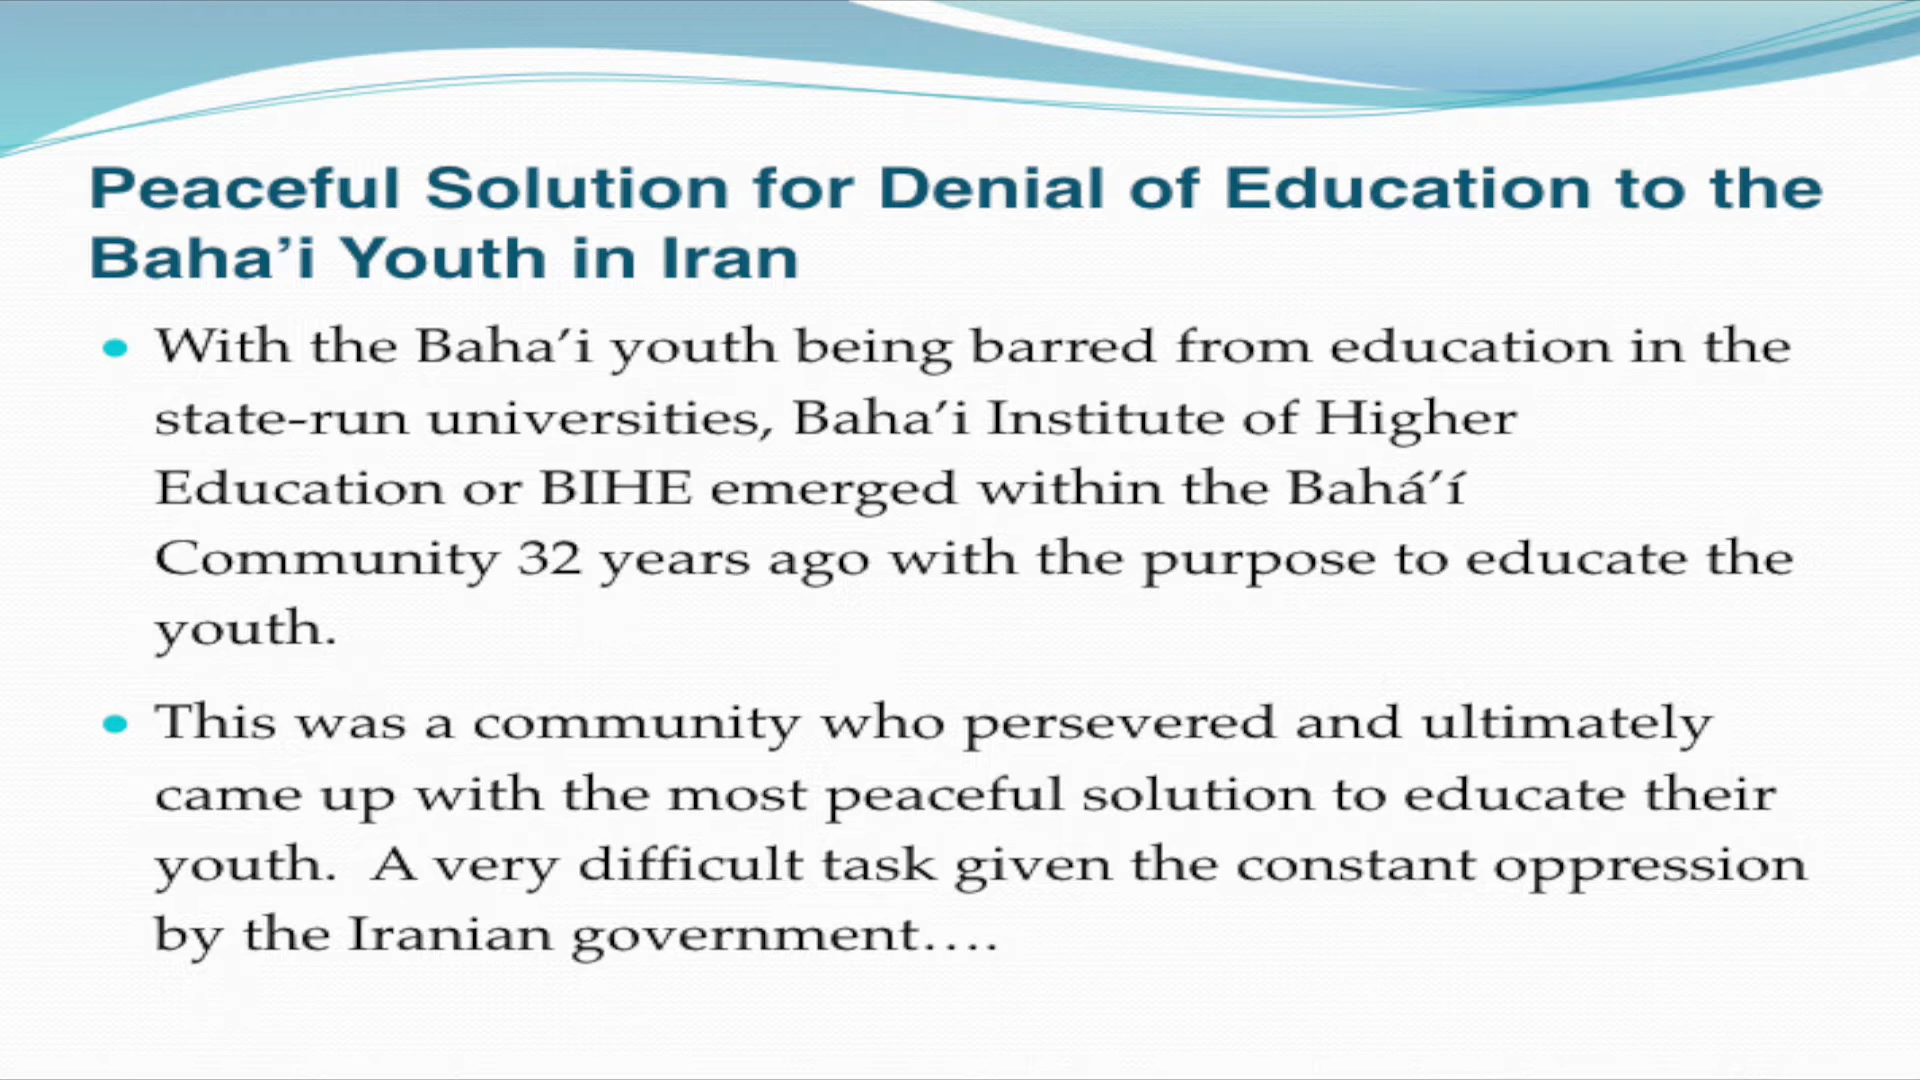 Peaceful Solution for Denial of Education to the
Baha’i Youth in Iran
• With the Baha’i youth being barred from education in the
state-run universities, Baha’i Institute of Higher
Education or BIHE emerged within the Bahá’í
Community 32 years ago with the purpose to educate the
youth.
• This was a community who persevered and ultimately
came up with the most peaceful solution to educate their
youth.  A very difficult task given the constant oppression
by the Iranian government….